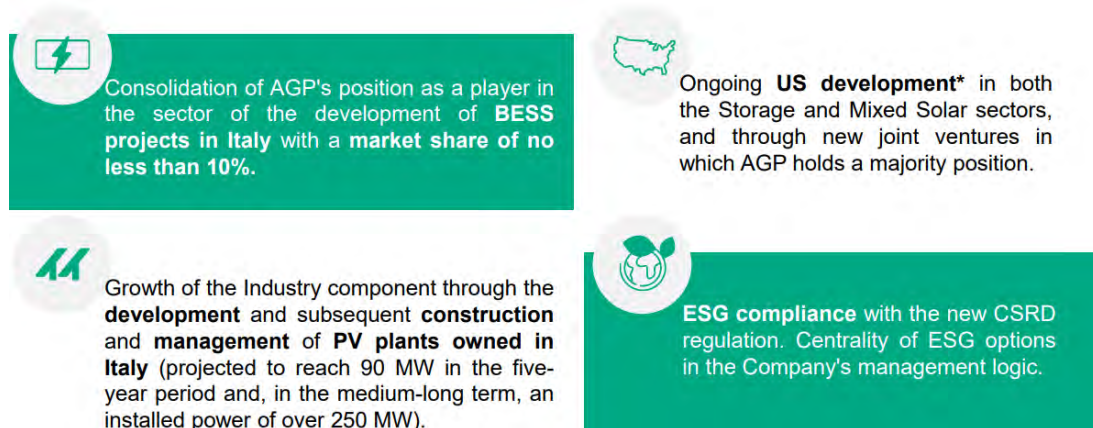 Consolidation of AGP's position as a player in
the sector of the development of BESS
projects in Italy with a market share of no
less than 10%.
Ongoing US development* in both
the Storage and Mixed Solar sectors,
and through new joint ventures in
which AGP holds a majority position.
Growth of the Industry component through the
development and subsequent construction
and management of PV plants owned in
Italy (projected to reach 90 MW in the five-
year period and, in the medium-long term, an
installed power of over 250 MW).
ESG compliance with the new CSRD
regulation. Centrality of ESG options
in the Company's management logic.